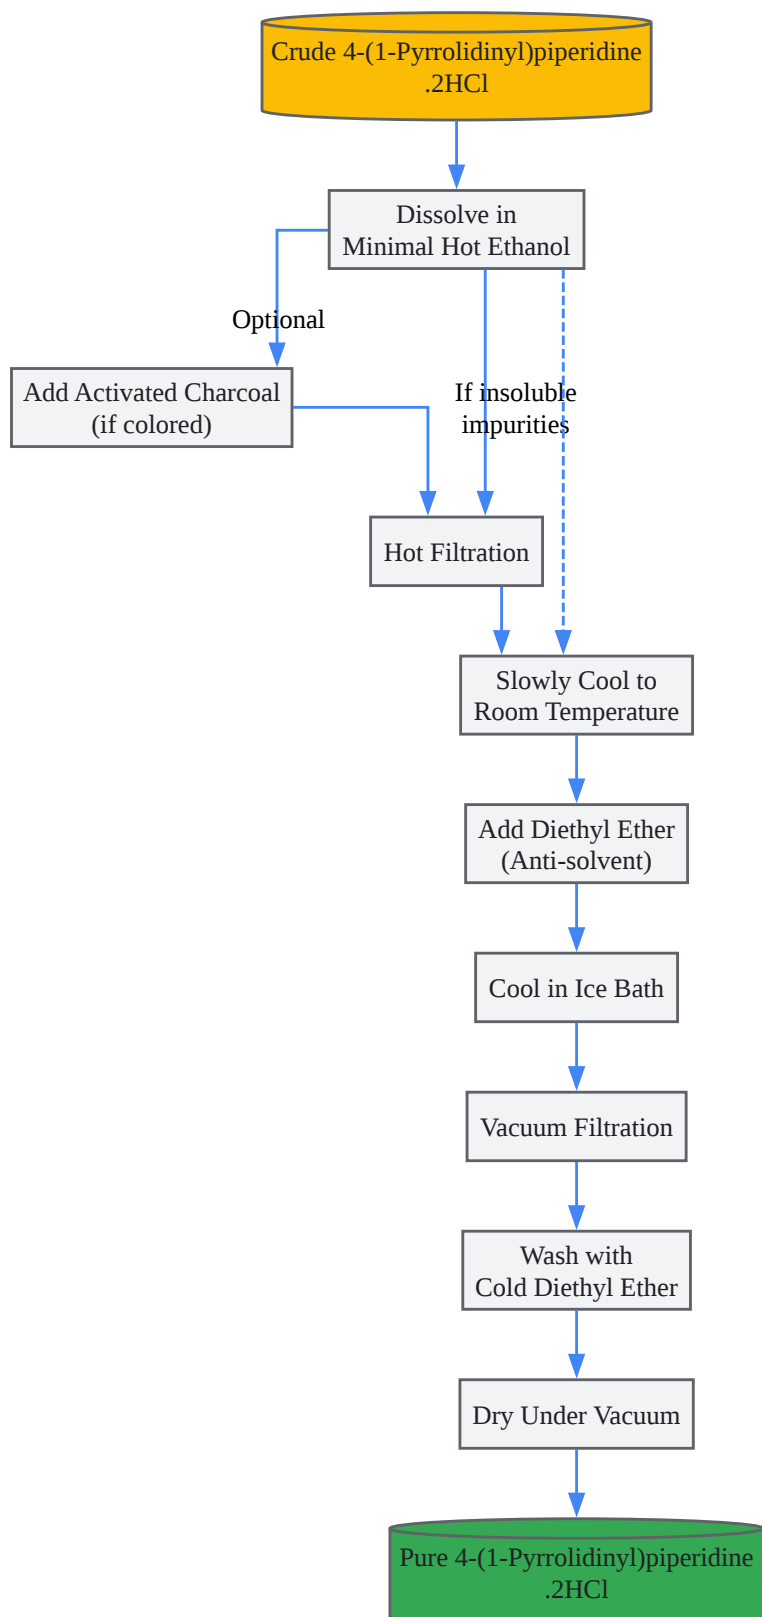 Crude 4-(1-Pyrrolidinyl)piperidine
.2HCl
Dissolve in
Minimal Hot Ethanol
Optional
Add Activated Charcoal
(if colored)
If insoluble
impurities
Hot Filtration
Slowly Cool to
Room Temperature
Add Diethyl Ether
(Anti-solvent)
Cool in Ice Bath
Vacuum Filtration
Wash with
Cold Diethyl Ether
Dry Under Vacuum
Pure 4-(1-Pyrrolidinyl)piperidine
.2HCl